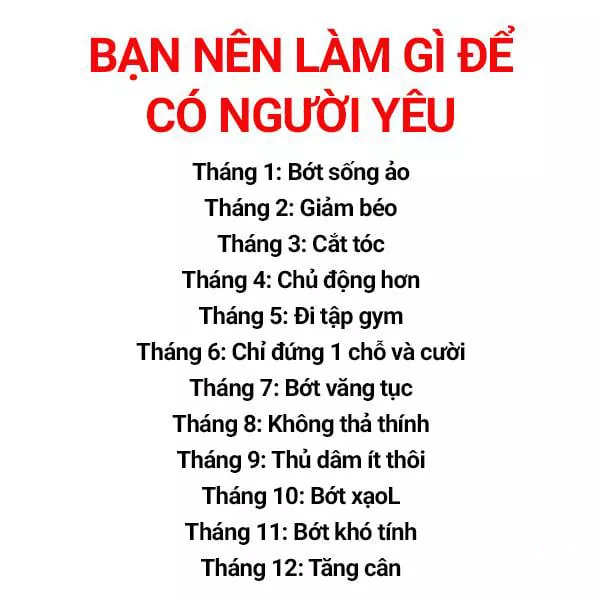 BẠN NÊN LÀM GÌ ĐỂ
CÓ NGƯỜI YÊU
Tháng 1: Bớt sống ảo
Tháng 2: Giảm béo
Tháng 3: Cắt tóc
Tháng 4: Chủ động hơn
Tháng 5: Đi tập gym
Tháng 6: Chỉ đứng 1 chỗ và cười
Tháng 7: Bớt văng tục
Tháng 8: Không thả thính
Tháng 9: Thủ dâm ít thôi
Tháng 10: Bớt xạoL
Tháng 11: Bớt khó tính
Tháng 12: Tăng cân